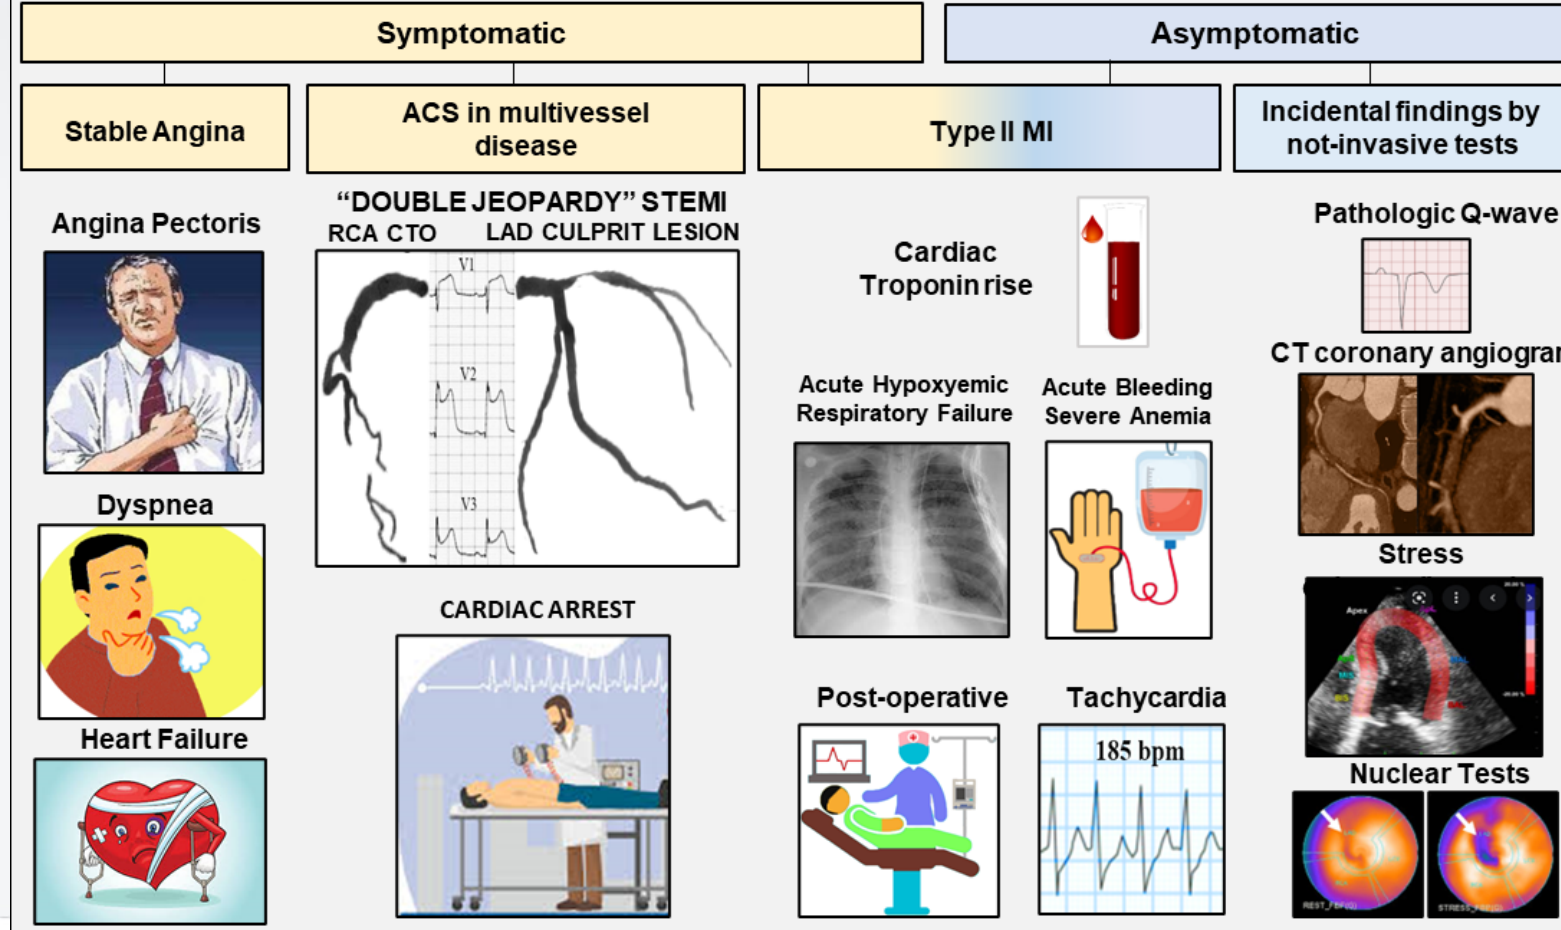 Symptomatic
Asymptomatic
Stable Angina
ACS in multivessel
disease
Type II MI
Incidental findings by
not-invasive tests
Angina Pectoris
Dyspnea
Heart Failure
“DOUBLE JEOPARDY” STEMI
RCA CTO
LAD CULPRIT LESION
V1
V2
V3
CARDIAC ARREST
Cardiac
Troponin rise
Acute Hypoxyemic
Respiratory Failure
Acute Bleeding
Severe Anemia
Post-operative
Tachycardia
185 bpm
Pathologic Q-wave
CT coronary angiogram
Stress
Apex
Nuclear Tests